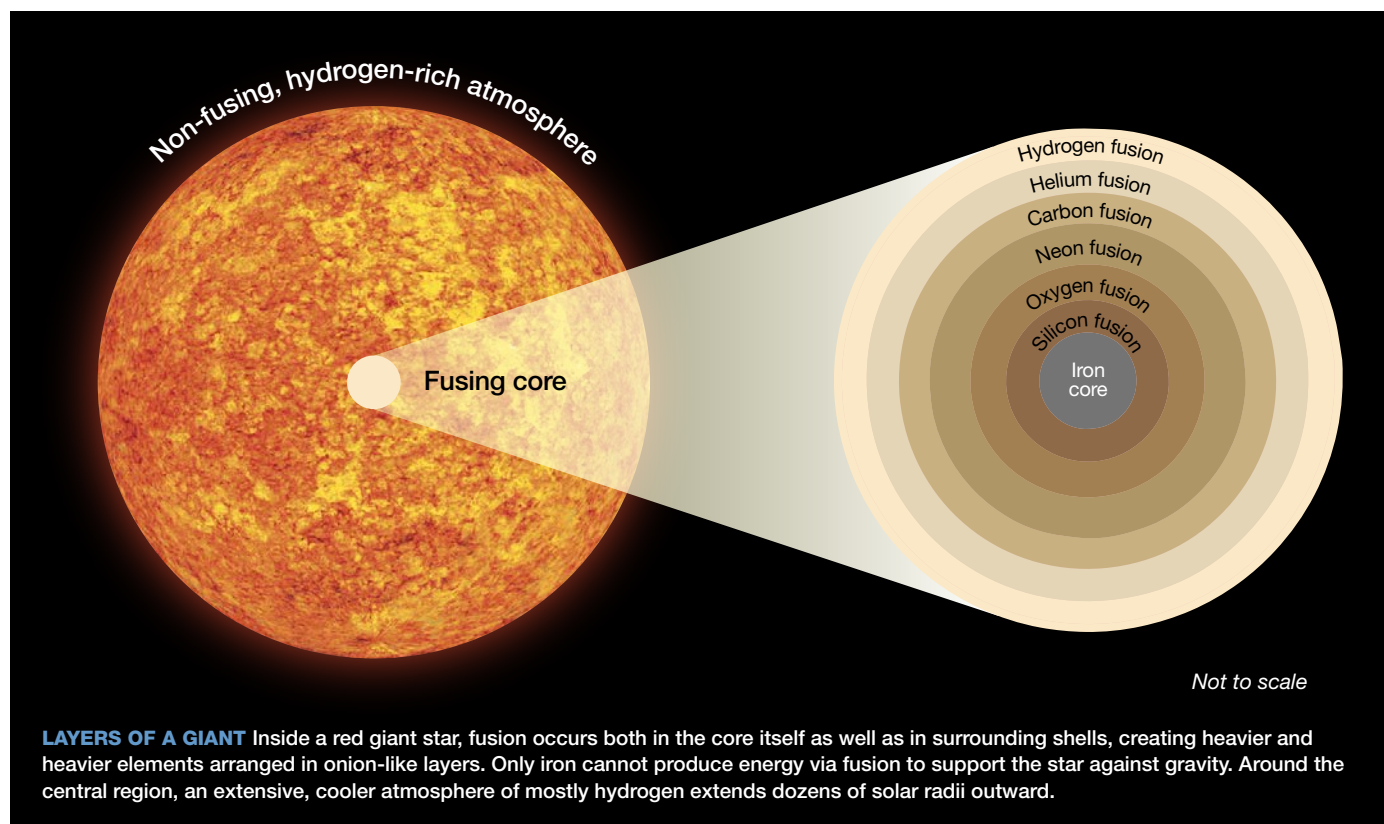 Non-fusing, hydrogen-rich atmosphere
Fusing core
Hydrogen fusion
Helium fusion
Carbon fusion
Neon fusion
Oxygen fusion
Silicon fusion
Iron
core
Not to scale
LAYERS OF A GIANT Inside a red giant star, fusion occurs both in the core itself as well as in surrounding shells, creating heavier and
heavier elements arranged in onion-like layers. Only iron cannot produce energy via fusion to support the star against gravity. Around the
central region, an extensive, cooler atmosphere of mostly hydrogen extends dozens of solar radii outward.